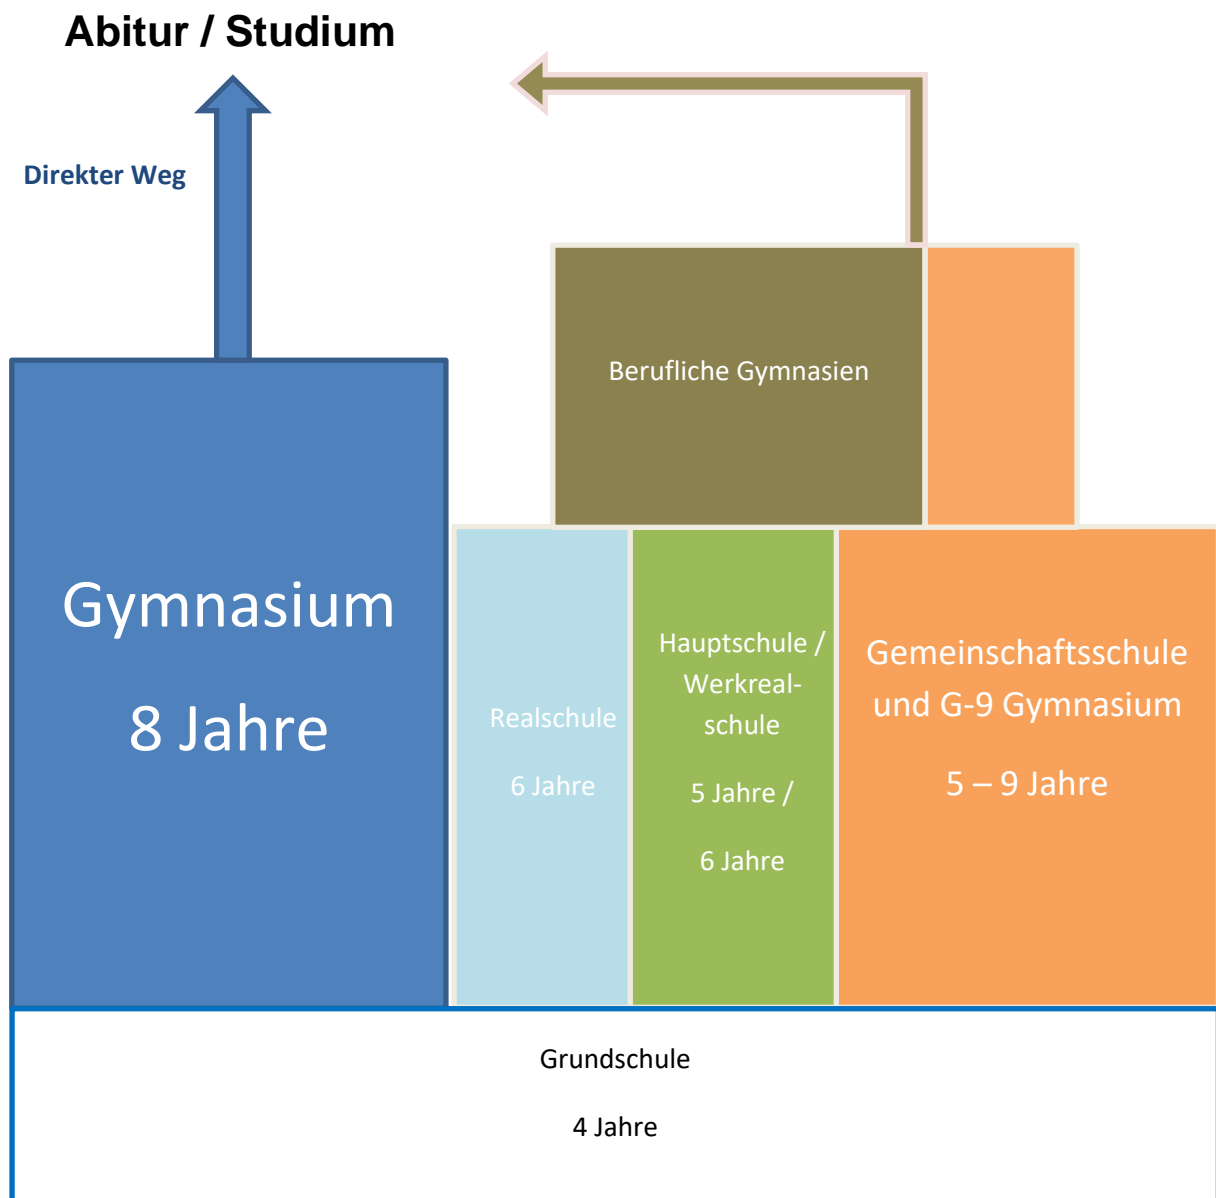 Abitur / Studium
Direkter Weg
Berufliche Gymnasien
Gymnasium
8 Jahre
Realschule
6 Jahre
Hauptschule /
Werkreal-
schule
5 Jahre /
6 Jahre
Gemeinschaftsschule
und G-9 Gymnasium
5 – 9 Jahre
Grundschule
4 Jahre